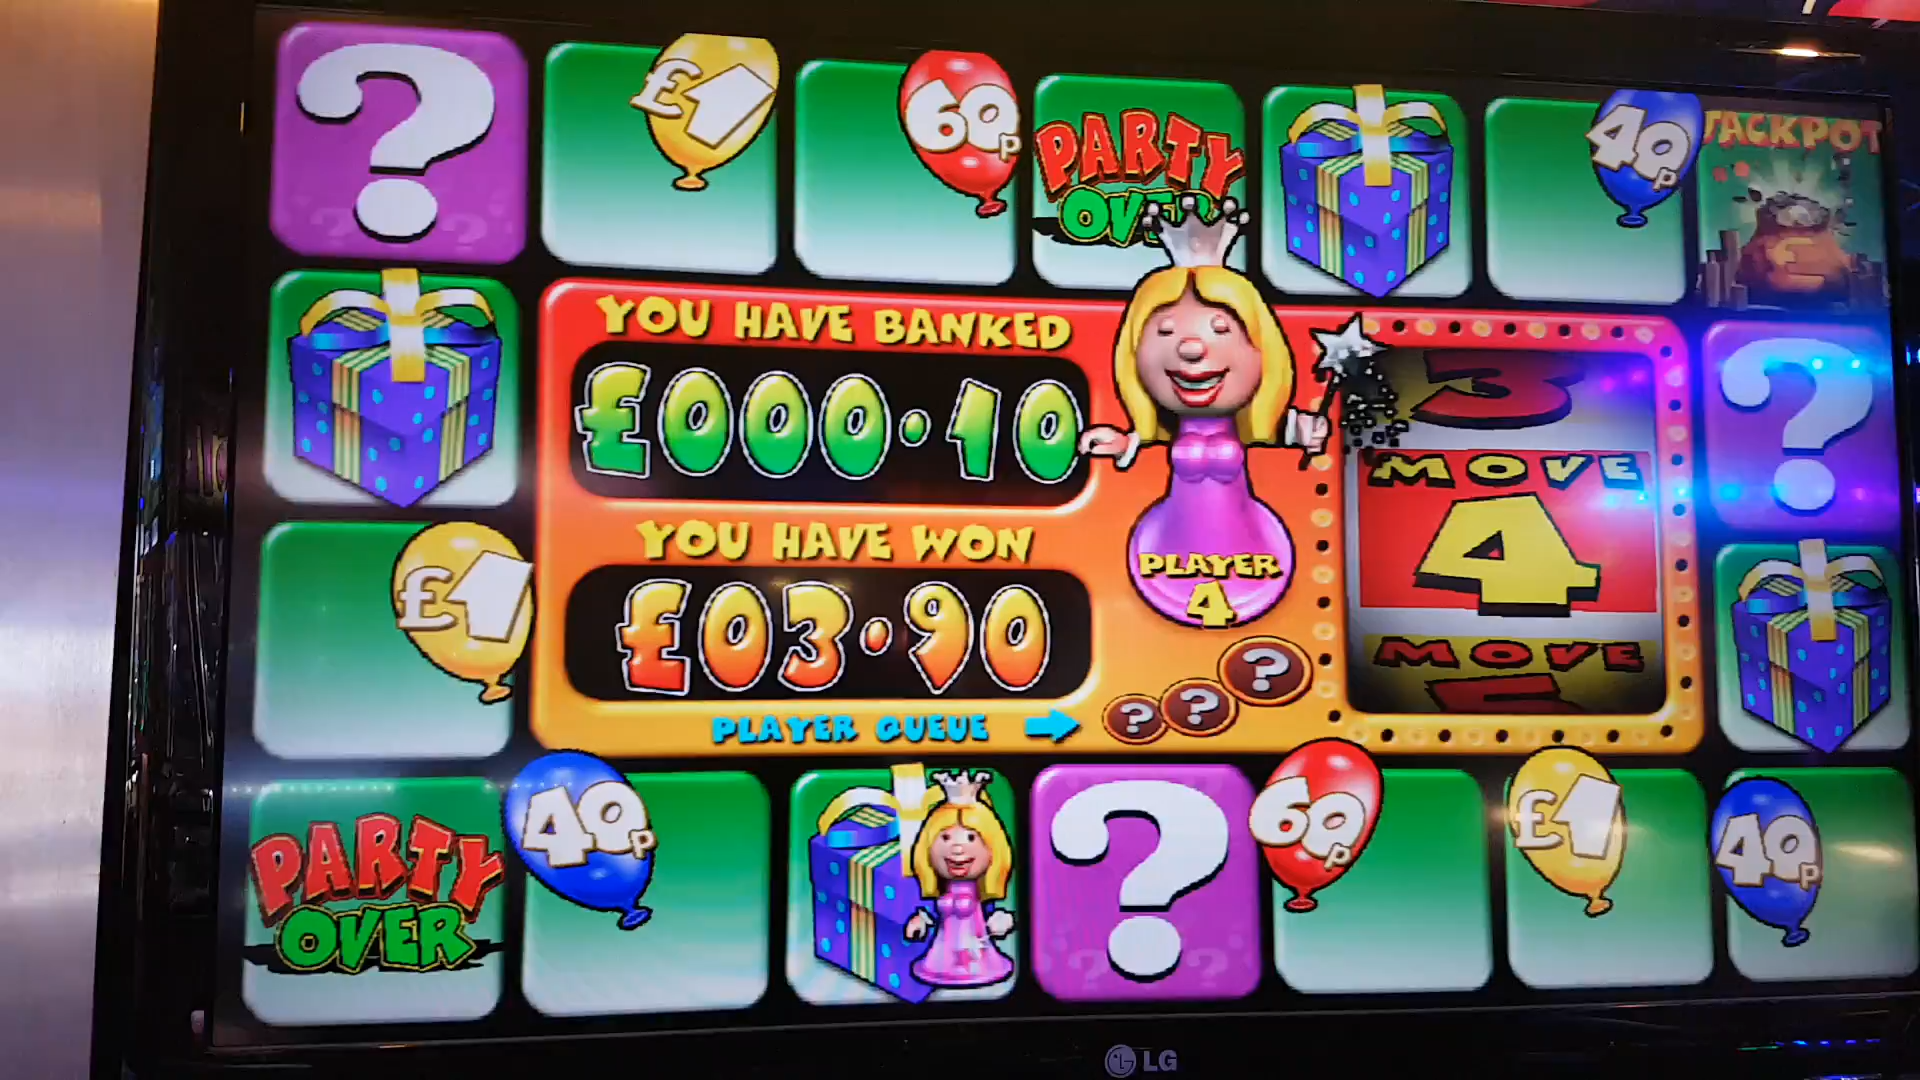 ?
£1
60p
PARTY
OVER
40p
JACKPOT
£
YOU HAVE BANKED
£000.10
3
MOVE
4
MOVE
?
£1
YOU HAVE WON
£03.90
PLAYER
4
PLAYER QUEUE
? ? ?
PARTY
OVER
40p
?
60p
£1
40p
LG